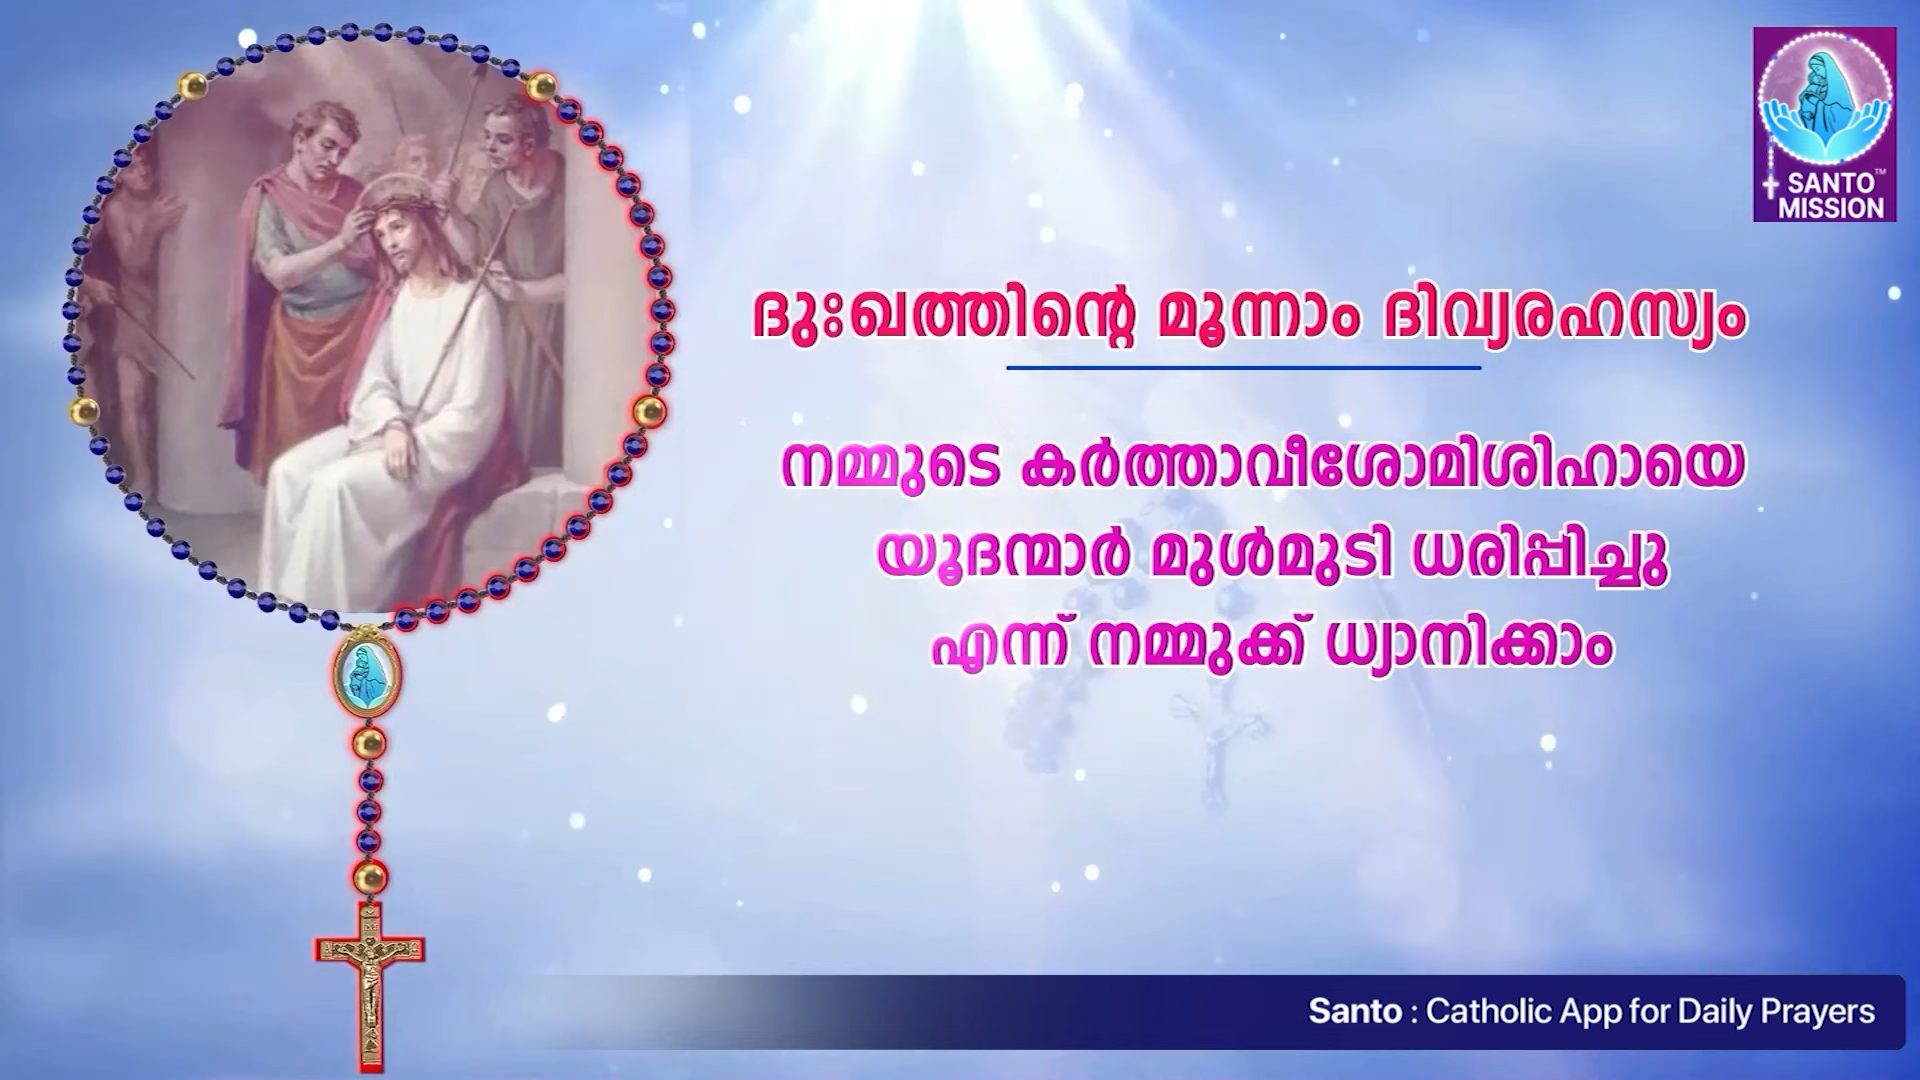 SANTO™
MISSION
ദുഃഖത്തിന്റെ മൂന്നാം ദിവ്യരഹസ്യം
നമ്മുടെ കർത്താവീശോമിശിഹായെ
യൂദന്മാർ മുൾമുടി ധരിപ്പിച്ചു
എന്ന് നമ്മുക്ക് ധ്യാനിക്കാം
Santo : Catholic App for Daily Prayers